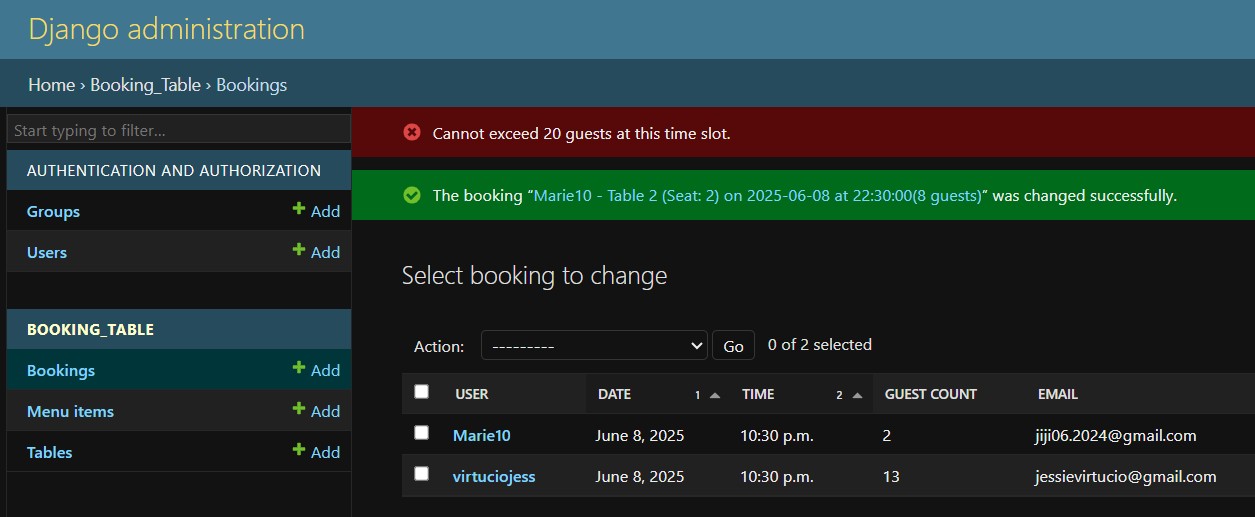 Django administration
Home › Booking_Table › Bookings
Start typing to filter...
AUTHENTICATION AND AUTHORIZATION
Groups + Add
Users + Add
BOOKING_TABLE
Bookings + Add
Menu items + Add
Tables + Add
Cannot exceed 20 guests at this time slot.
The booking “Marie10 - Table 2 (Seat: 2) on 2025-06-08 at 22:30:00(8 guests)” was changed successfully.
Select booking to change
Action: --------- Go 0 of 2 selected
USER DATE 1 TIME 2 GUEST COUNT EMAIL
Marie10 June 8, 2025 10:30 p.m. 2 jiji06.2024@gmail.com
virtuciojess June 8, 2025 10:30 p.m. 13 jessievirtucio@gmail.com